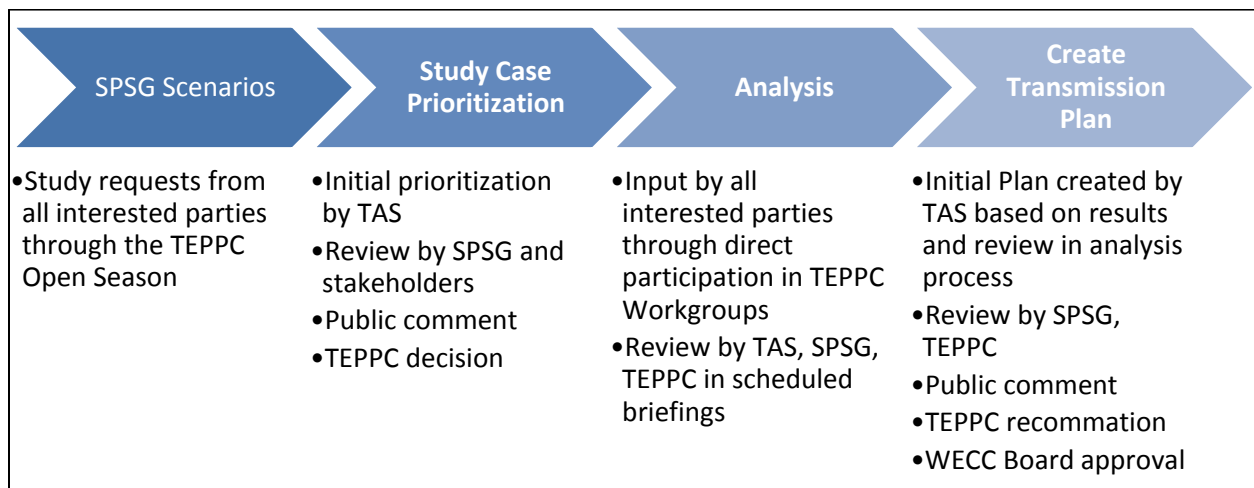 SPSG Scenarios
•Study requests from
all interested parties
through the TEPPC
Open Season
Study Case
Prioritization
•Initial prioritization
by TAS
•Review by SPSG and
stakeholders
•Public comment
•TEPPC decision
Analysis
•Input by all
interested parties
through direct
participation in TEPPC
Workgroups
•Review by TAS, SPSG,
TEPPC in scheduled
briefings
Create
Transmission
Plan
•Initial Plan created by
TAS based on results
and review in analysis
process
•Review by SPSG,
TEPPC
•Public comment
•TEPPC recommation
•WECC Board approval